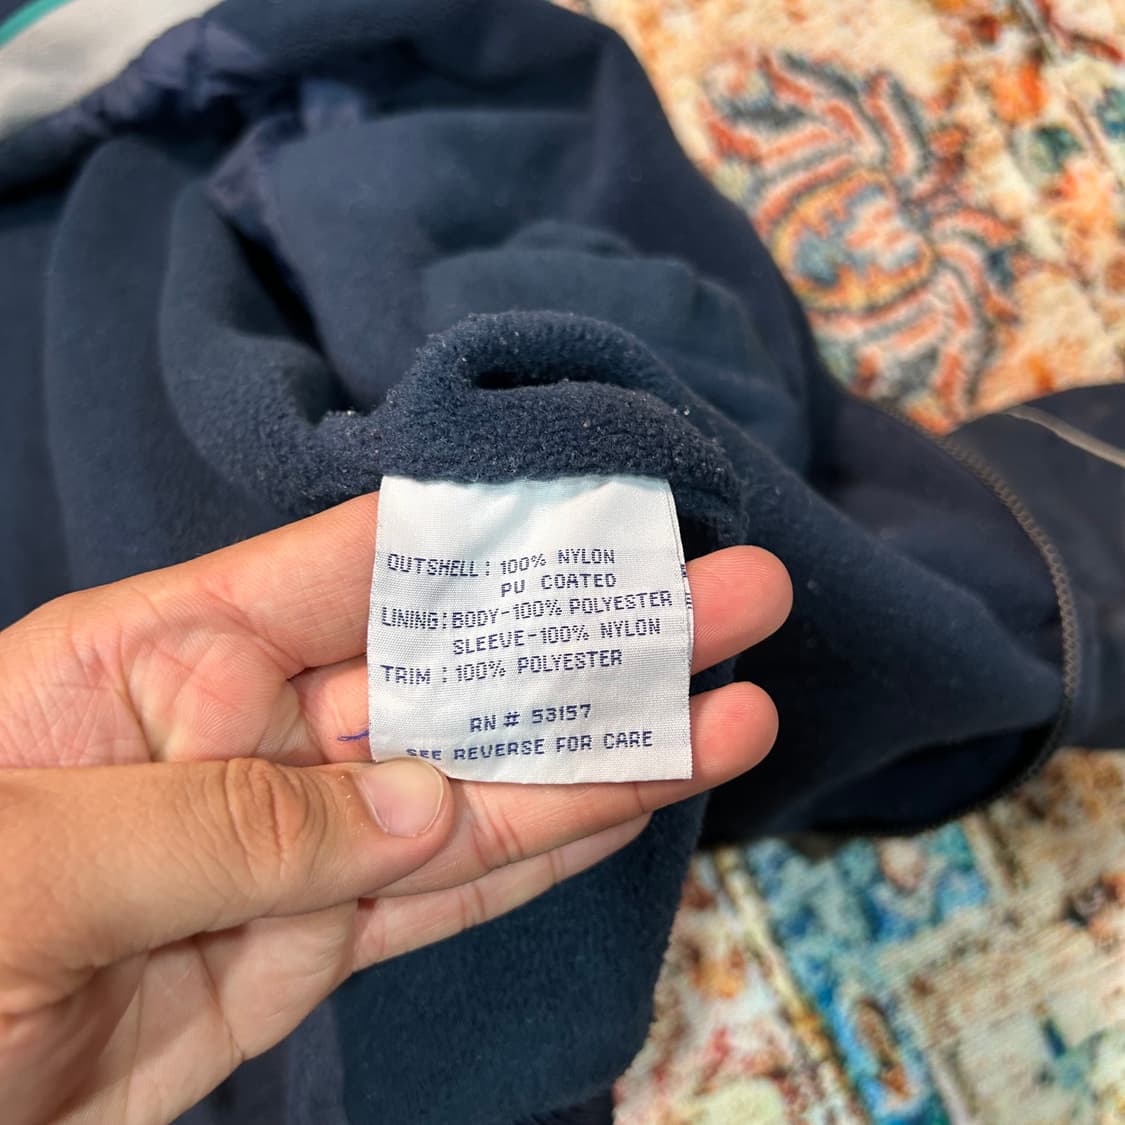 OUTSHELL: 100% NYLON
PU COATED
LINING: BODY-100% POLYESTER
SLEEVE-100% NYLON
TRIM : 100% POLYESTER
RN # 53157
SEE REVERSE FOR CARE